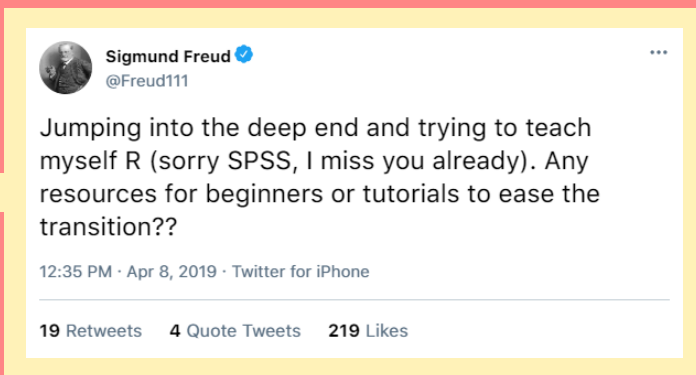 Sigmund Freud
@Freud111
Jumping into the deep end and trying to teach
myself R (sorry SPSS, I miss you already). Any
resources for beginners or tutorials to ease the
transition??
12:35 PM · Apr 8, 2019 · Twitter for iPhone
19 Retweets 4 Quote Tweets 219 Likes